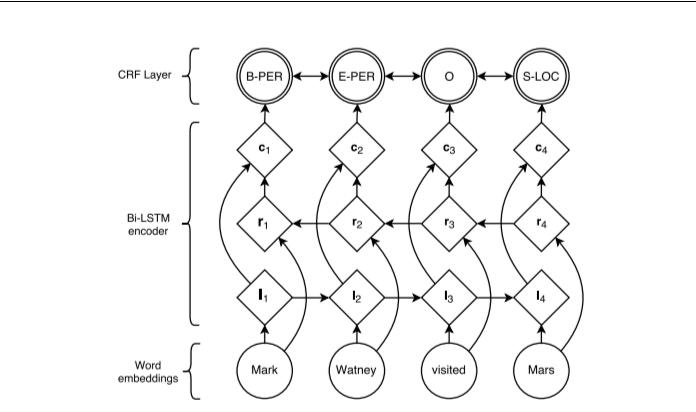 CRF Layer
B-PER E-PER O S-LOC
c1 c2 c3 c4
Bi-LSTM
encoder
r1 r2 r3 r4
l1 l2 l3 l4
Word
embeddings
Mark Watney visited Mars